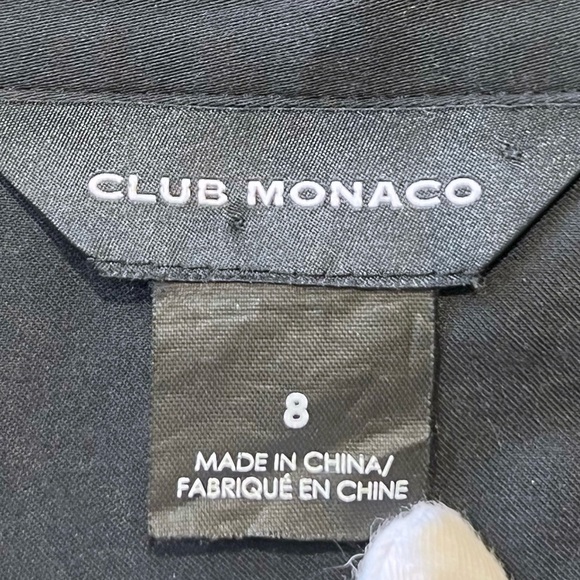 CLUB MONACO
8
MADE IN CHINA/
FABRIQUÉ EN CHINE